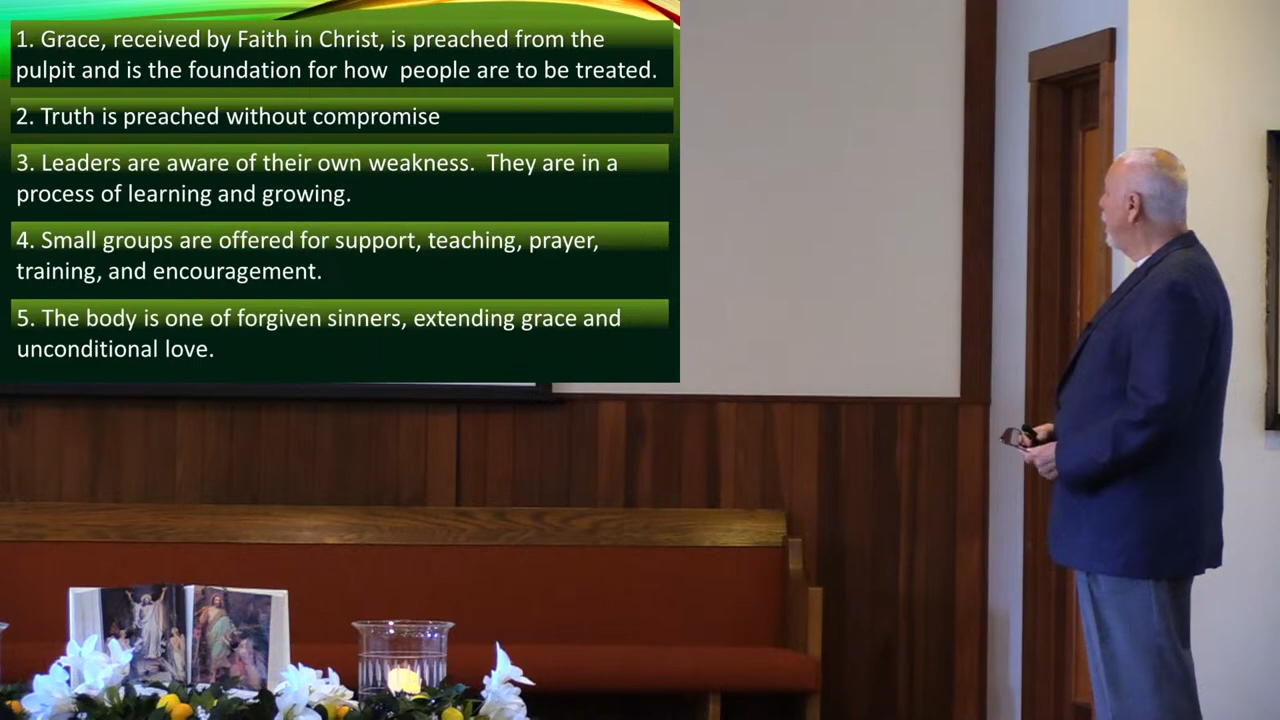 1. Grace, received by Faith in Christ, is preached from the
pulpit and is the foundation for how  people are to be treated.
2. Truth is preached without compromise
3. Leaders are aware of their own weakness.  They are in a
process of learning and growing.
4. Small groups are offered for support, teaching, prayer,
training, and encouragement.
5. The body is one of forgiven sinners, extending grace and
unconditional love.